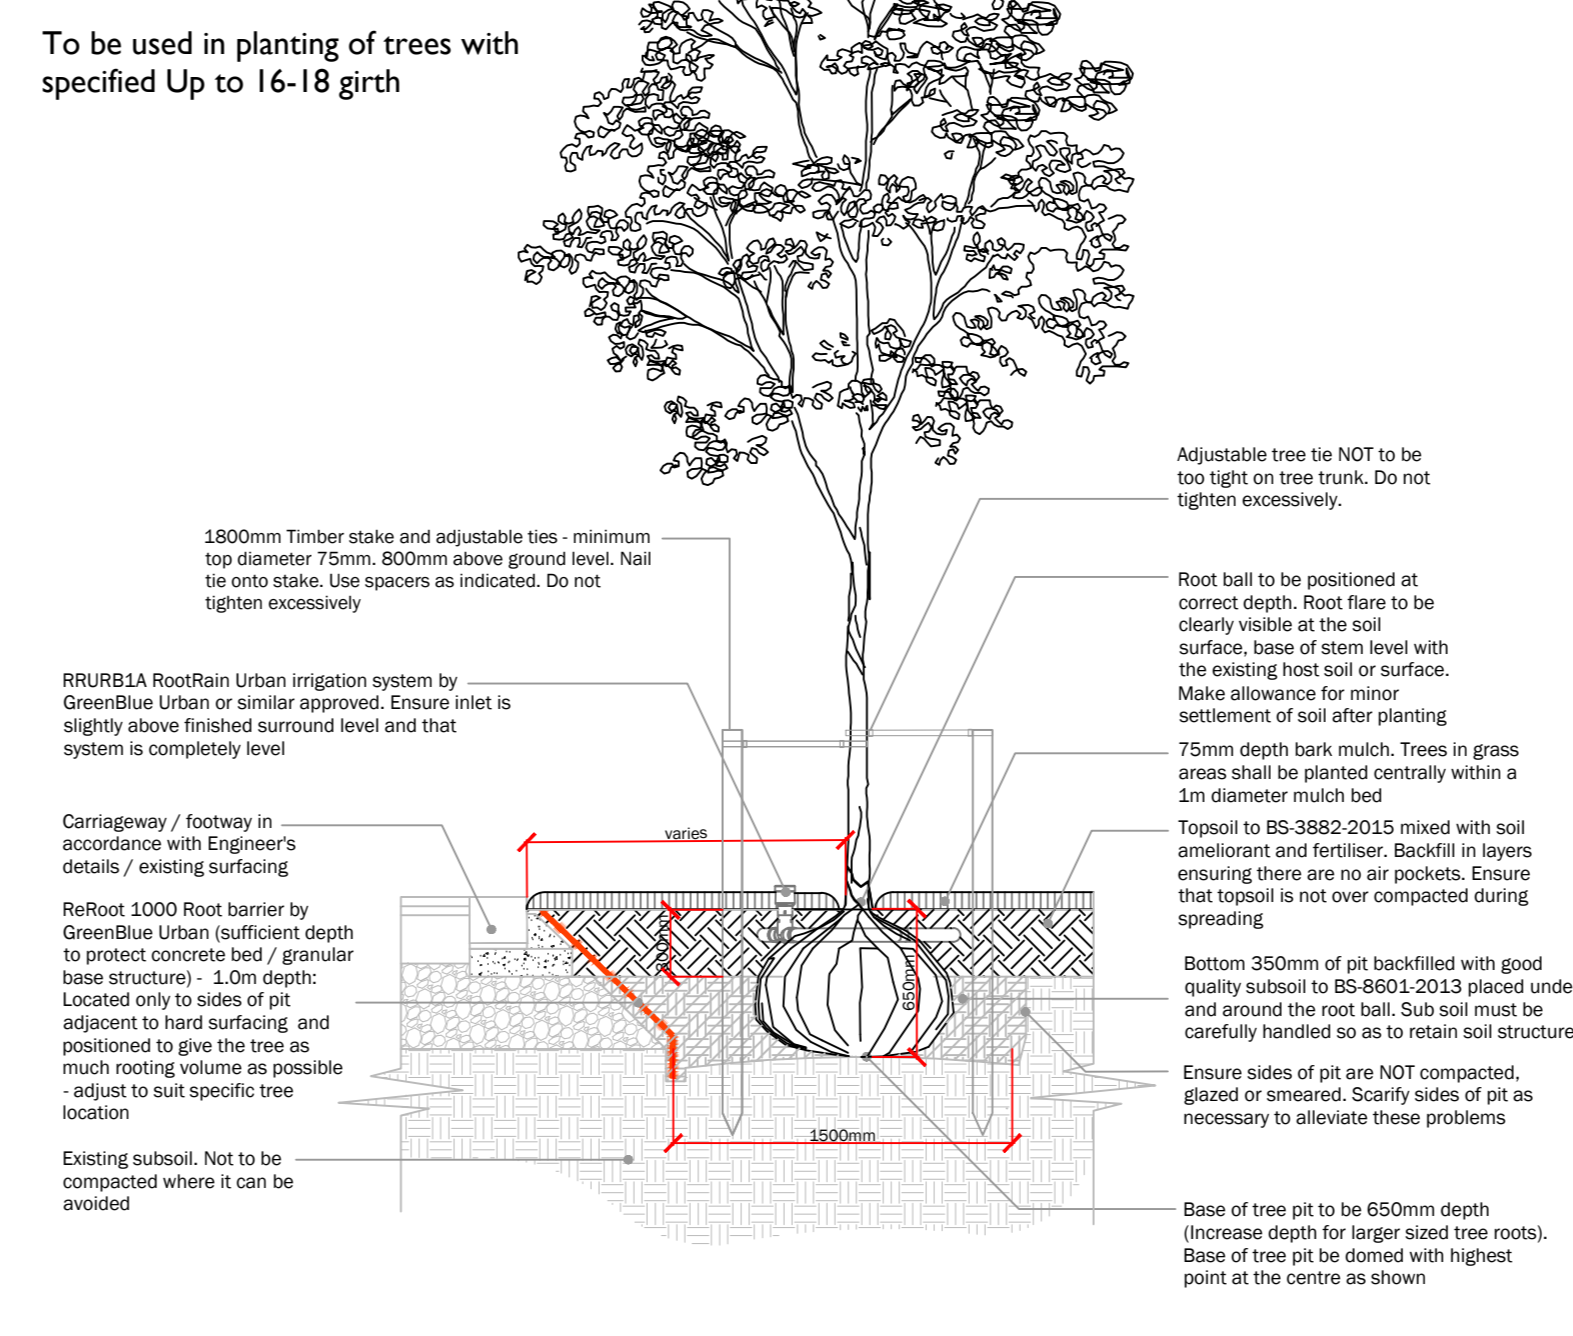 To be used in planting of trees with
specified Up to 16-18 girth
1800mm Timber stake and adjustable ties - minimum
top diameter 75mm. 800mm above ground level. Nail
tie onto stake. Use spacers as indicated. Do not
tighten excessively
RRURB1A RootRain Urban irrigation system by
GreenBlue Urban or similar approved. Ensure inlet is
slightly above finished surround level and that
system is completely level
Carriageway / footway in
accordance with Engineer's
details / existing surfacing
ReRoot 1000 Root barrier by
GreenBlue Urban (sufficient depth
to protect concrete bed / granular
base structure) - 1.0m depth:
Located only to sides of pit
adjacent to hard surfacing and
positioned to give the tree as
much rooting volume as possible
- adjust to suit specific tree
location
Existing subsoil. Not to be
compacted where it can be
avoided
varies
300mm
650mm
1500mm
Adjustable tree tie NOT to be
too tight on tree trunk. Do not
tighten excessively.
Root ball to be positioned at
correct depth. Root flare to be
clearly visible at the soil
surface, base of stem level with
the existing host soil or surface.
Make allowance for minor
settlement of soil after planting
75mm depth bark mulch. Trees in grass
areas shall be planted centrally within a
1m diameter mulch bed
Topsoil to BS-3882-2015 mixed with soil
ameliorant and fertiliser. Backfill in layers
ensuring there are no air pockets. Ensure
that topsoil is not over compacted during
spreading
Bottom 350mm of pit backfilled with good
quality subsoil to BS-8601-2013 placed unde
and around the root ball. Sub soil must be
carefully handled so as to retain soil structure
Ensure sides of pit are NOT compacted,
glazed or smeared. Scarify sides of pit as
necessary to alleviate these problems
Base of tree pit to be 650mm depth
(Increase depth for larger sized tree roots).
Base of tree pit be domed with highest
point at the centre as shown